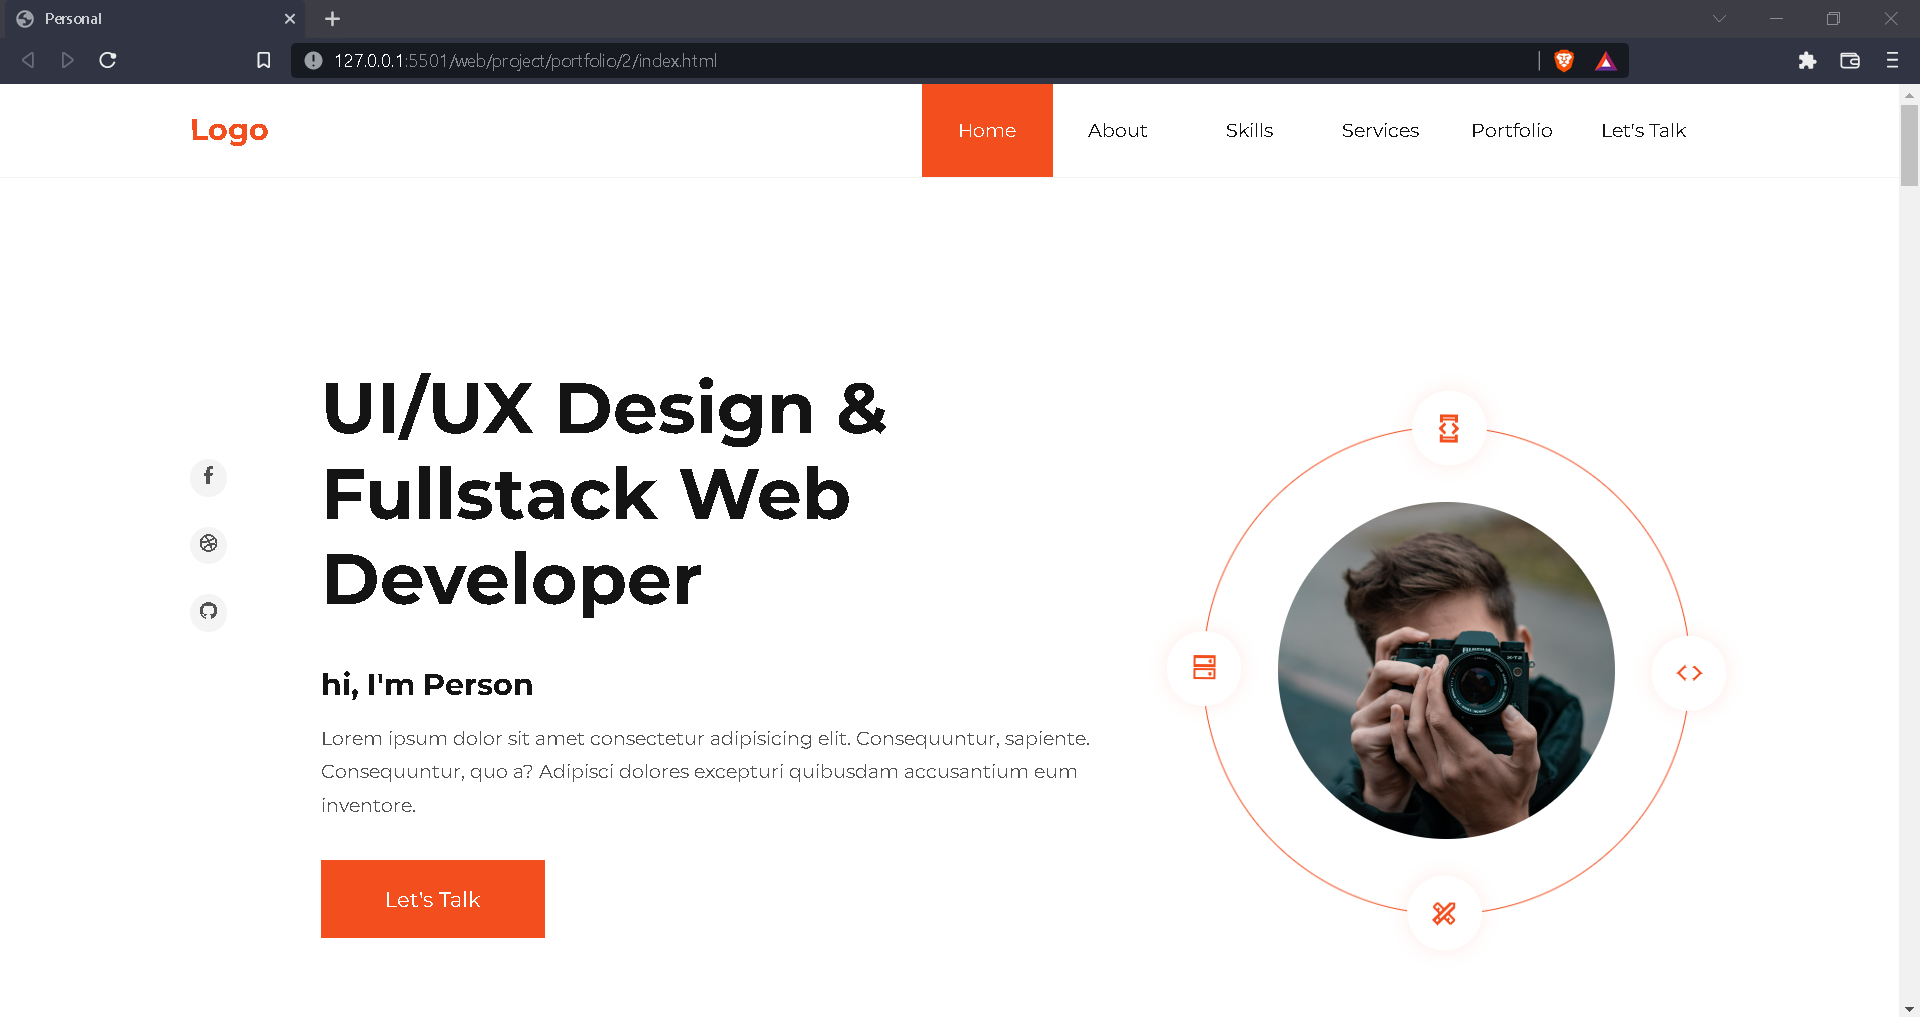 Personal
127.0.0.1:5501/web/project/portfolio/2/index.html
Logo
Home
About
Skills
Services
Portfolio
Let's Talk
UI/UX Design &
Fullstack Web
Developer
hi, I'm Person
Lorem ipsum dolor sit amet consectetur adipisicing elit. Consequuntur, sapiente.
Consequuntur, quo a? Adipisci dolores excepturi quibusdam accusantium eum
inventore.
Let's Talk
FUJIFILM
X-T2